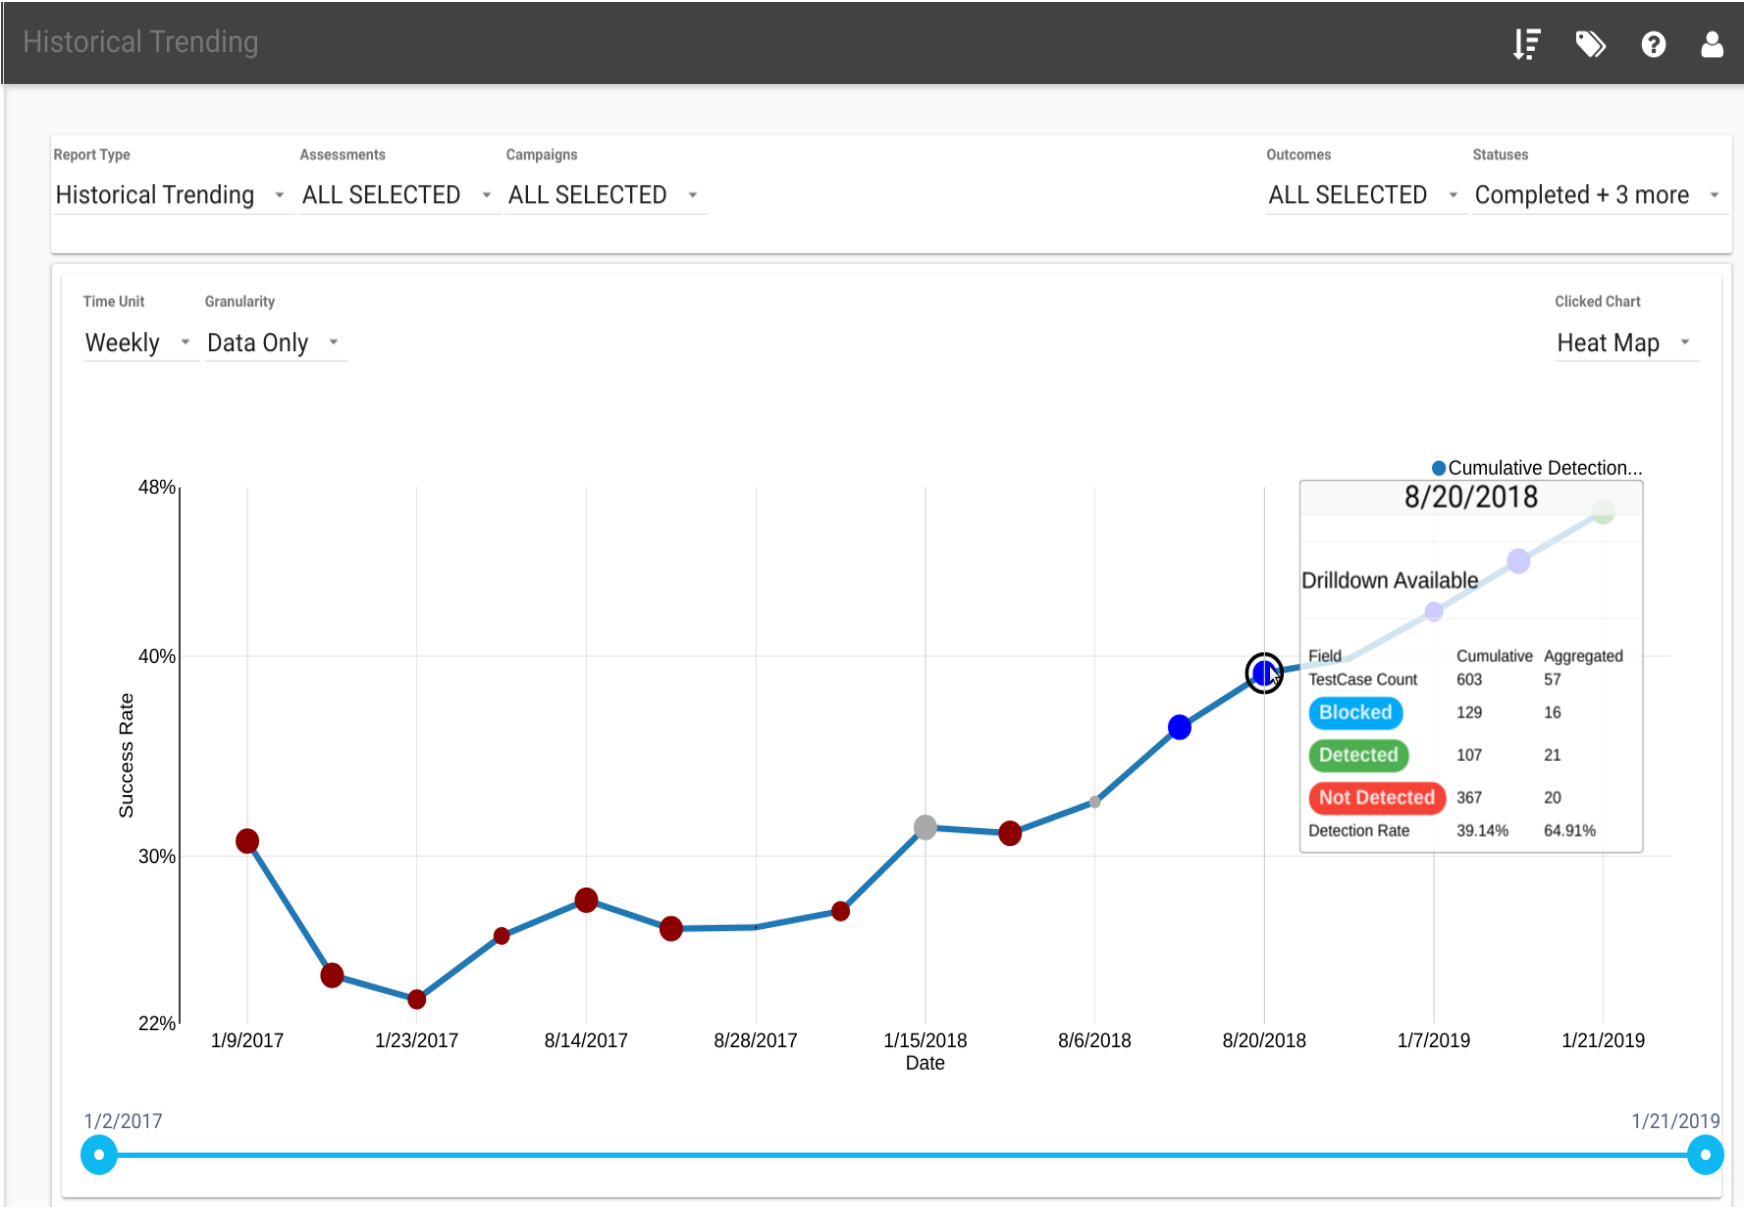 Historical Trending
Report Type Assessments Campaigns Outcomes Statuses
Historical Trending ALL SELECTED ALL SELECTED ALL SELECTED Completed + 3 more
Time Unit Granularity Clicked Chart
Weekly Data Only Heat Map
Cumulative Detection...
48%
8/20/2018
Drilldown Available
40%
Field Cumulative Aggregated
TestCase Count 603 57
Blocked 129 16
Detected 107 21
Not Detected 367 20
Detection Rate 39.14% 64.91%
Success Rate
30%
22%
1/9/2017 1/23/2017 8/14/2017 8/28/2017 1/15/2018 8/6/2018 8/20/2018 1/7/2019 1/21/2019
Date
1/2/2017 1/21/2019